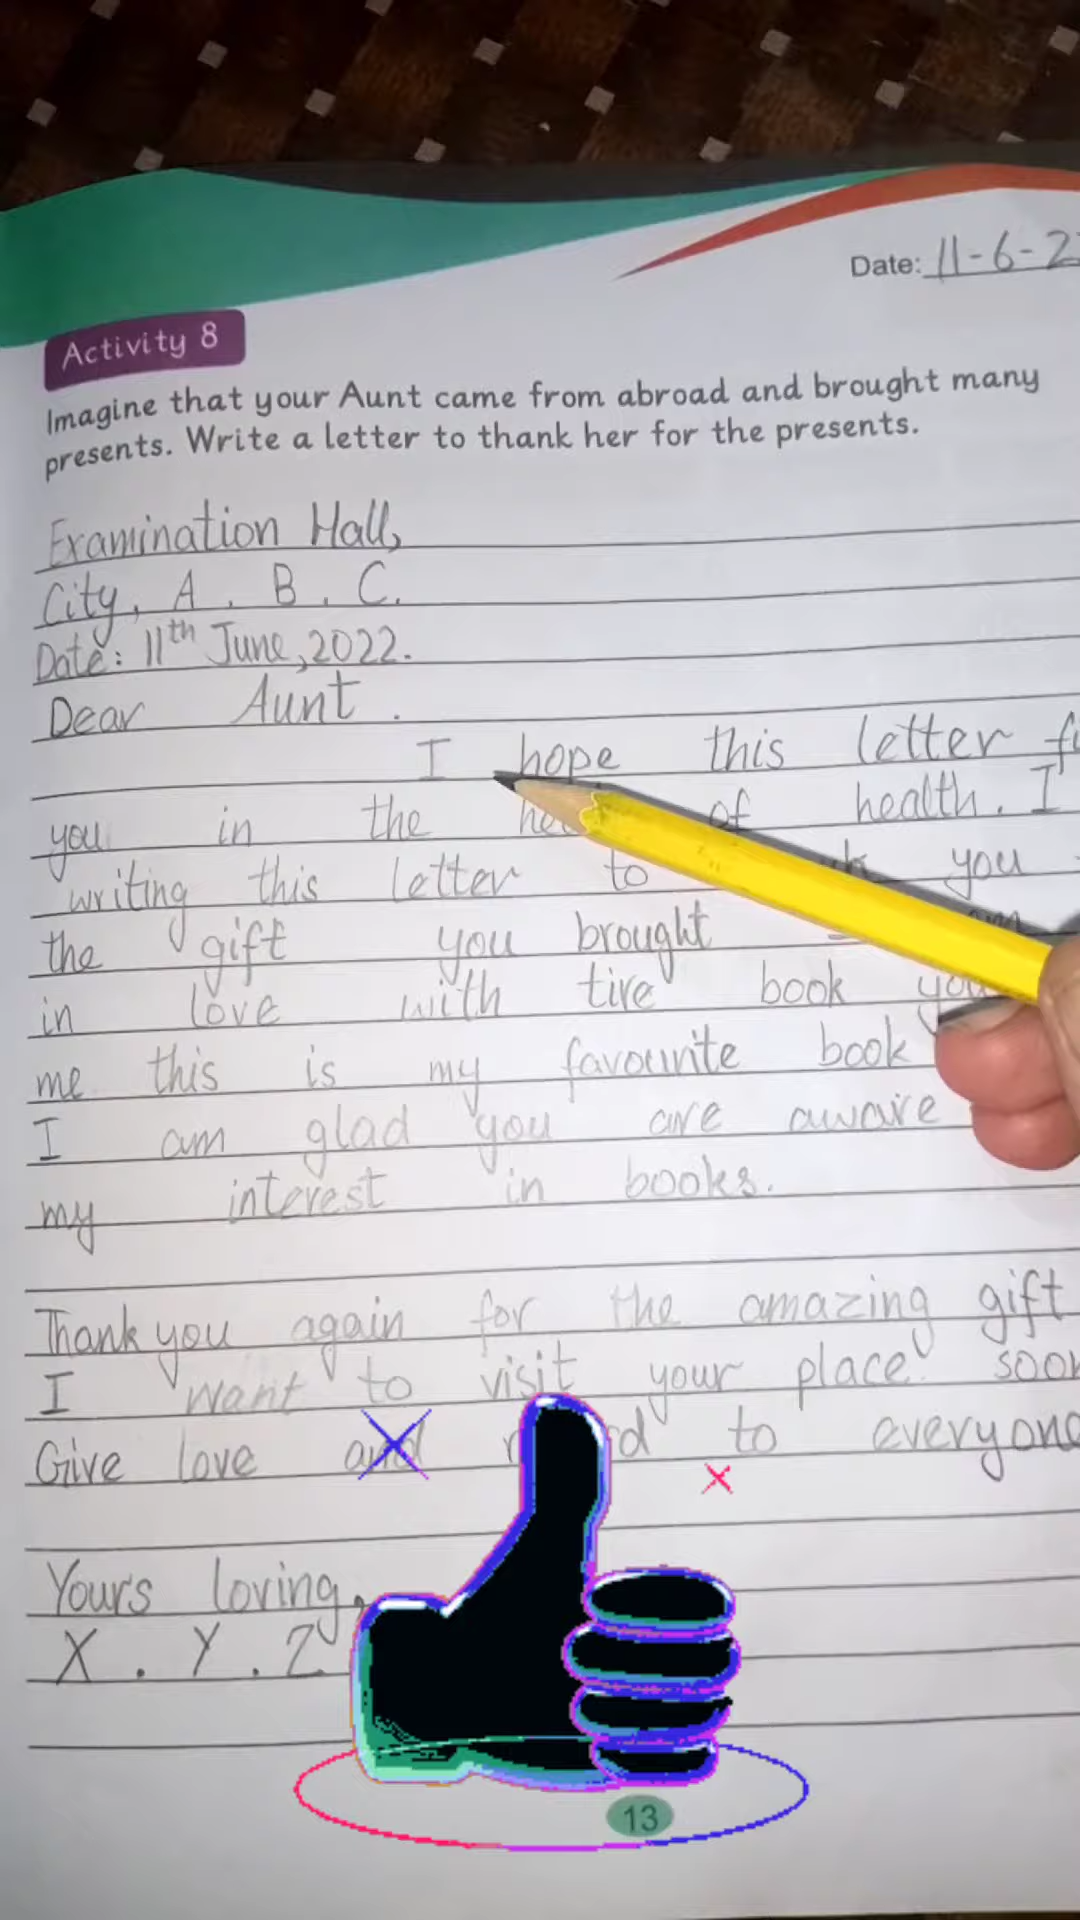 Date: 11-6-2
Activity 8
Imagine that your Aunt came from abroad and brought many
presents. Write a letter to thank her for the presents.
Examination Hall,
City, A . B . C.
Date: 11th June, 2022.
Dear Aunt .
I hope this letter
you in the of health. I
writing this letter to you
the gift you brought
in love with tire book
me this is my favourite book
I am glad you are aware
my interest in books.
Thank you again for the amazing gift
I want to visit your place soon
Give love and to everyone
Yours loving,
X . Y . Z
13